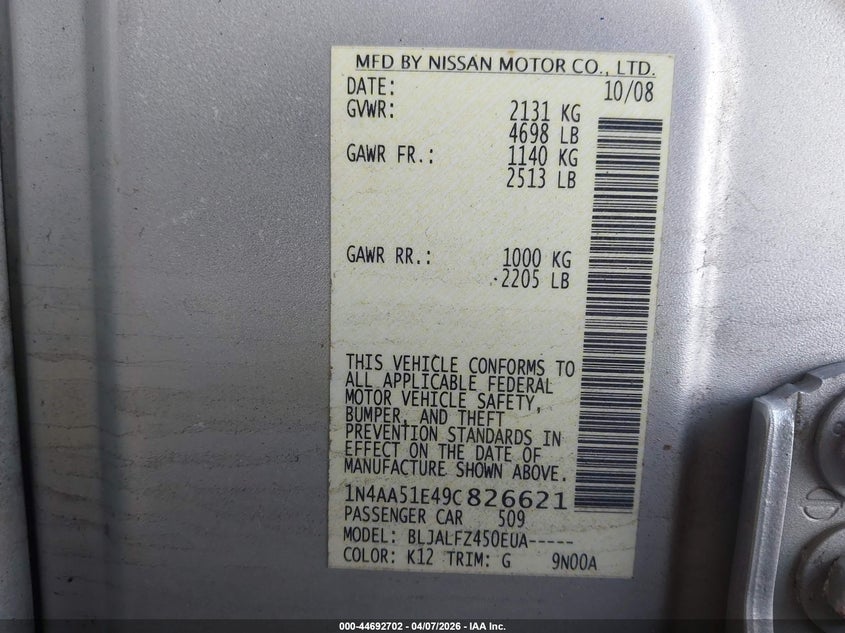 MFD BY NISSAN MOTOR CO., LTD.
DATE: 10/08
GVWR: 2131 KG
4698 LB
GAWR FR.: 1140 KG
2513 LB
GAWR RR.: 1000 KG
2205 LB
THIS VEHICLE CONFORMS TO
ALL APPLICABLE FEDERAL
MOTOR VEHICLE SAFETY,
BUMPER, AND THEFT
PREVENTION STANDARDS IN
EFFECT ON THE DATE OF
MANUFACTURE SHOWN ABOVE.
1N4AA51E49C826621
PASSENGER CAR 509
MODEL: BLJALFZ450EUA-----
COLOR: K12 TRIM: G 9N00A
000-44692702 - 04/07/2026 - IAA Inc.